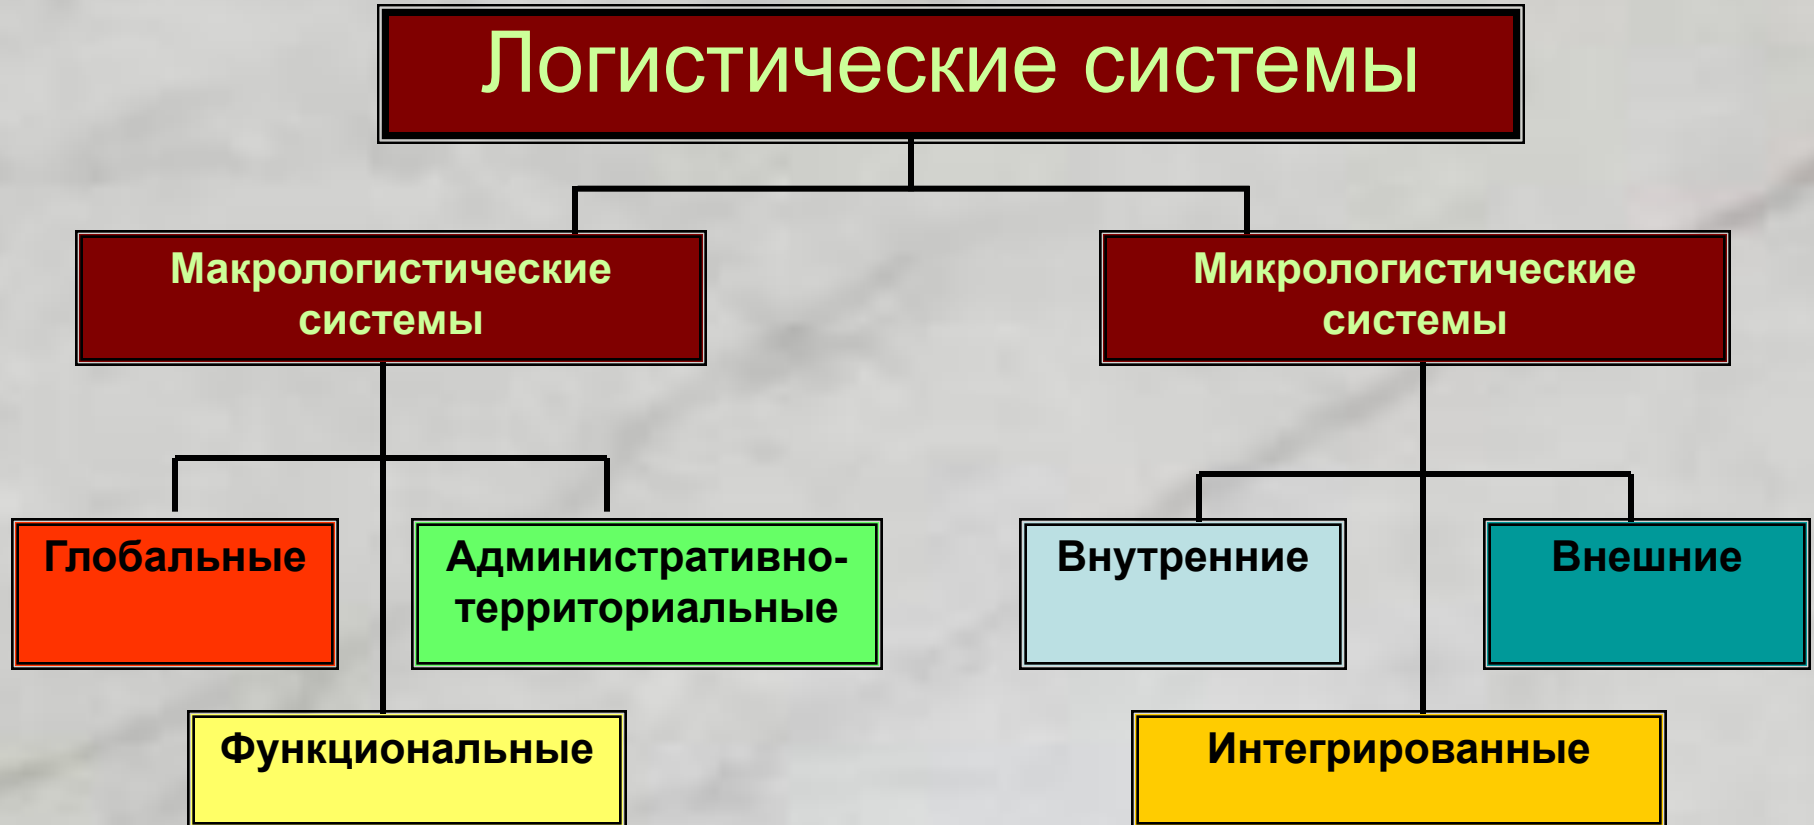 Логистические системы
Макрологистические
системы
Микрологистические
системы
Глобальные
Административно-
территориальные
Внутренние
Внешние
Функциональные
Интегрированные